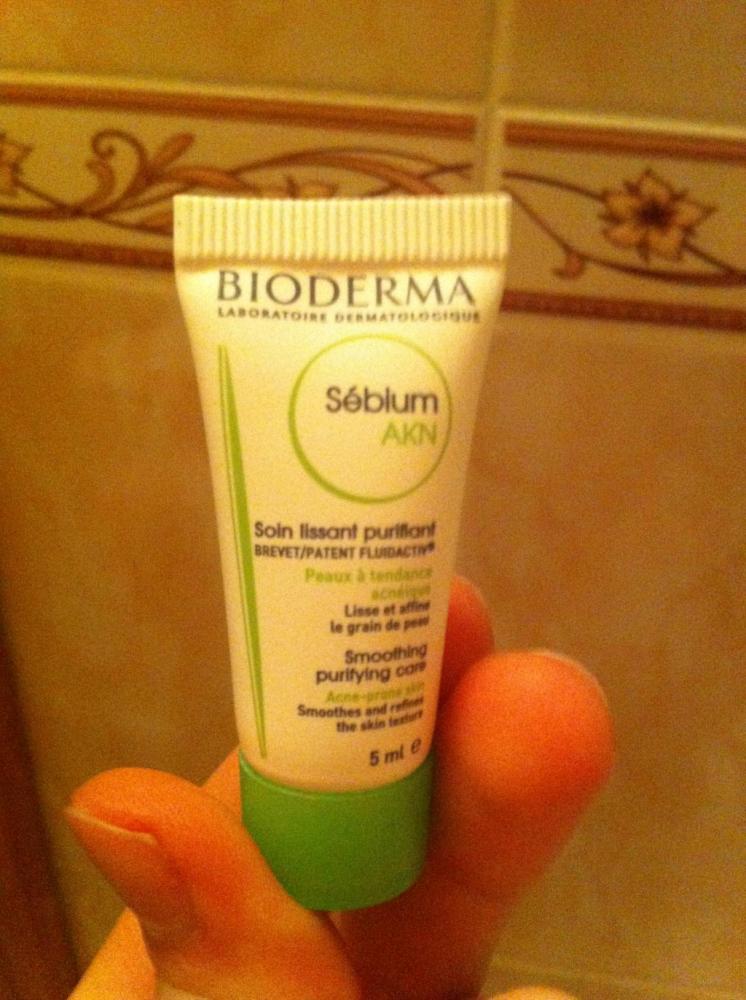 BIODERMA
LABORATOIRE DERMATOLOGIQUE
Sébium
AKN
Soin lissant purifiant
BREVET/PATENT FLUIDACTIV®
Peaux à tendance
acnéique
Lisse et affine
le grain de peau
Smoothing
purifying care
Acne-prone skin
Smoothes and refines
the skin texture
5 ml e